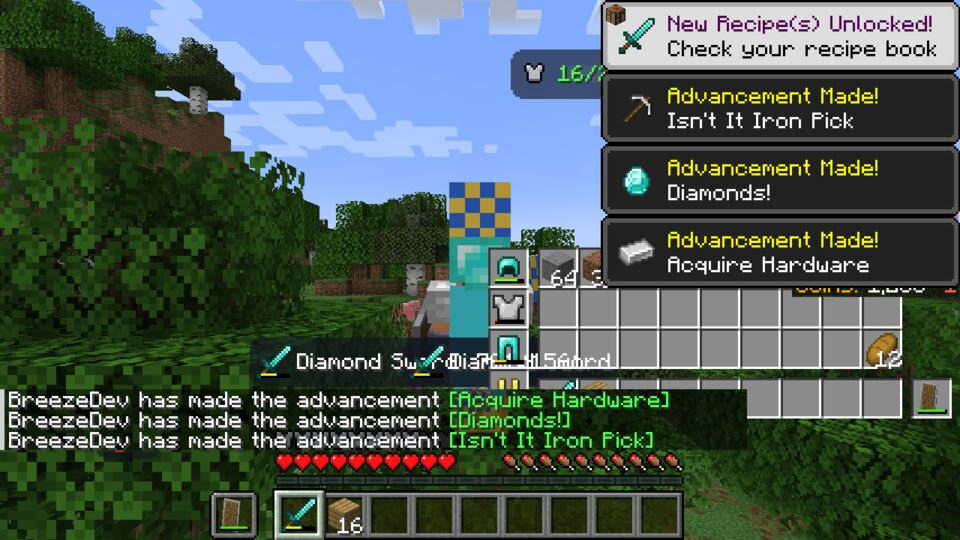 New Recipe(s) Unlocked!
Check your recipe book
16/
Advancement Made!
Isn't It Iron Pick
Advancement Made!
Diamonds!
Advancement Made!
Acquire Hardware
64
12
Diamond
BreezeDev has made the advancement [Acquire Hardware]
BreezeDev has made the advancement [Diamonds!]
BreezeDev has made the advancement [Isn't It Iron Pick]
16